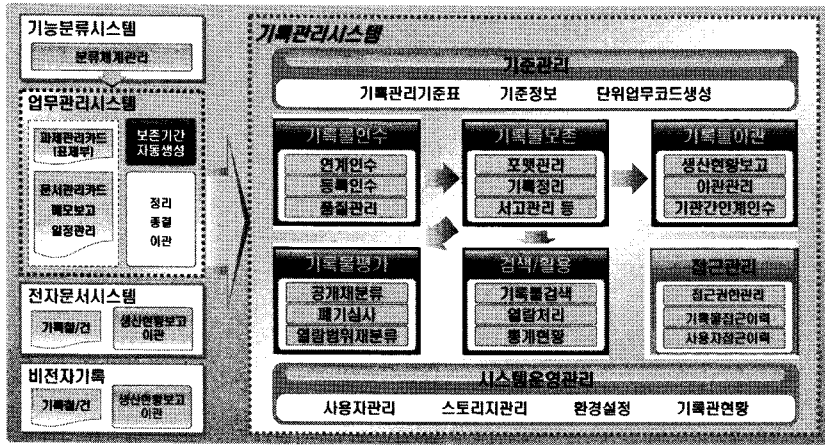 기능분류시스템
분류체계관리
업무관리시스템
과제관리카드
(표제부)
보존기간
자동생성
문서관리카드
메모보고
일정관리
정리
종결
이관
전자문서시스템
기록철/건
생산현황보고
이관
비전자기록
기록철/건
생산현황보고
이관
기록관리시스템
기준관리
기록관리기준표 기준정보 단위업무코드생성
기록물인수
연계인수
등록인수
품질관리
기록물보존
포맷관리
기록정리
서고관리 등
기록물이관
생산현황보고
이관관리
기관간인계인수
기록물평가
공개재분류
폐기심사
열람범위재분류
검색/활용
기록물검색
열람처리
통계현황
접근관리
접근권한관리
기록물접근이력
사용자접근이력
시스템운영관리
사용자관리 스토리지관리 환경설정 기록관현황